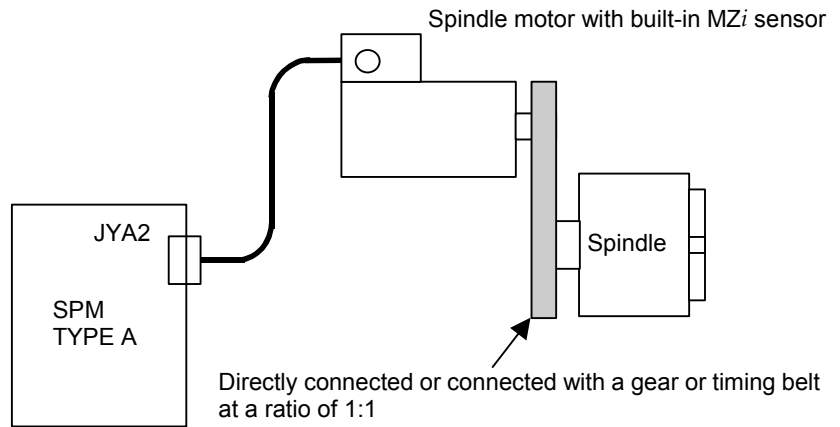 Spindle motor with built-in MZi sensor
JYA2
Spindle
SPM
TYPE A
Directly connected or connected with a gear or timing belt
at a ratio of 1:1